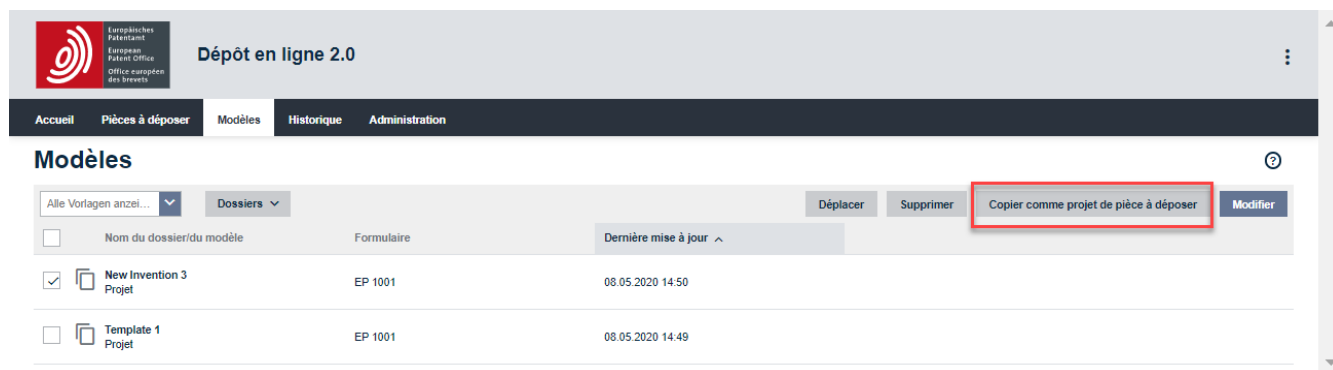 Europäisches
Patentamt
European
Patent Office
Office européen
des brevets
Dépôt en ligne 2.0
Accueil Pièces à déposer Modèles Historique Administration
Modèles
Alle Vorlagen anzei... Dossiers Déplacer Supprimer Copier comme projet de pièce à déposer Modifier
Nom du dossier/du modèle Formulaire Dernière mise à jour
New Invention 3
Projet
EP 1001 08.05.2020 14:50
Template 1
Projet
EP 1001 08.05.2020 14:49